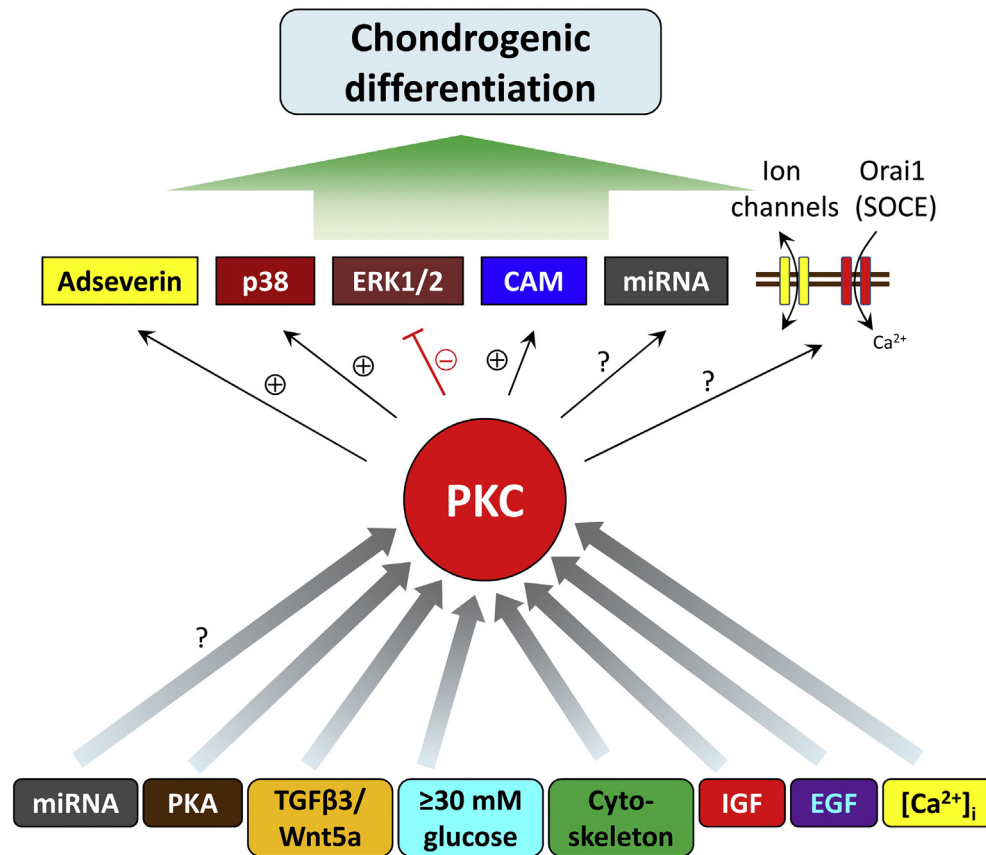 Chondrogenic
differentiation
Ion
channels
Orai1
(SOCE)
Adseverin
p38
ERK1/2
CAM
miRNA
Ca²⁺
⊕
⊕
⊖
⊕
?
?
PKC
?
miRNA
PKA
TGFβ3/
Wnt5a
≥30 mM
glucose
Cyto-
skeleton
IGF
EGF
[Ca²⁺]ᵢ